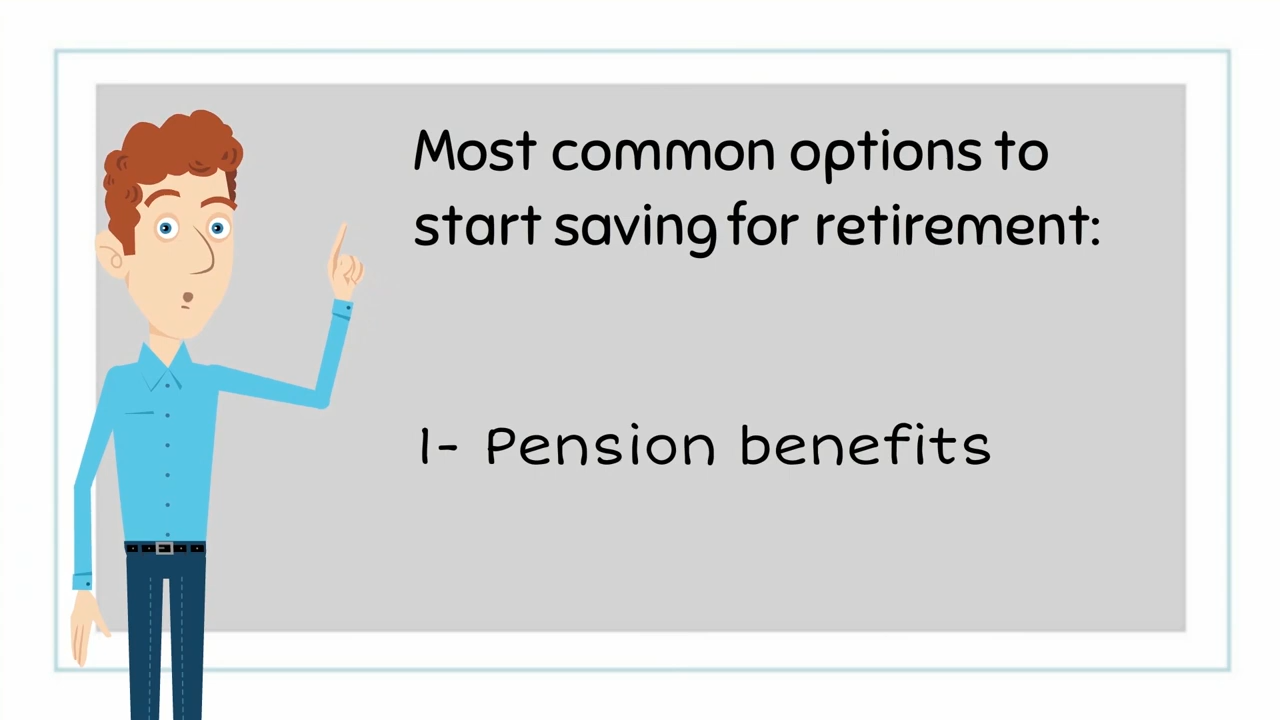 Most common options to
start saving for retirement:
1- Pension benefits